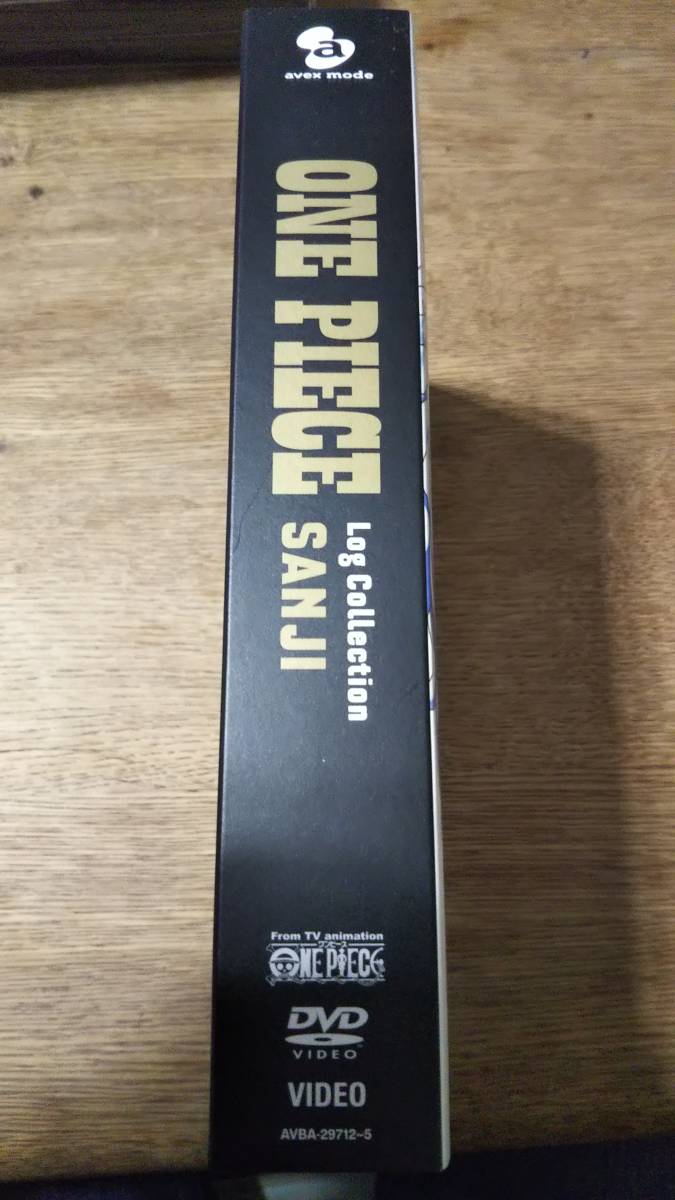 a
avex mode
ONE PIECE
Log Collection
SANJI
From TV animation
ワンピース
ONE PIECE
DVD
VIDEO
VIDEO
AVBA-29712~5